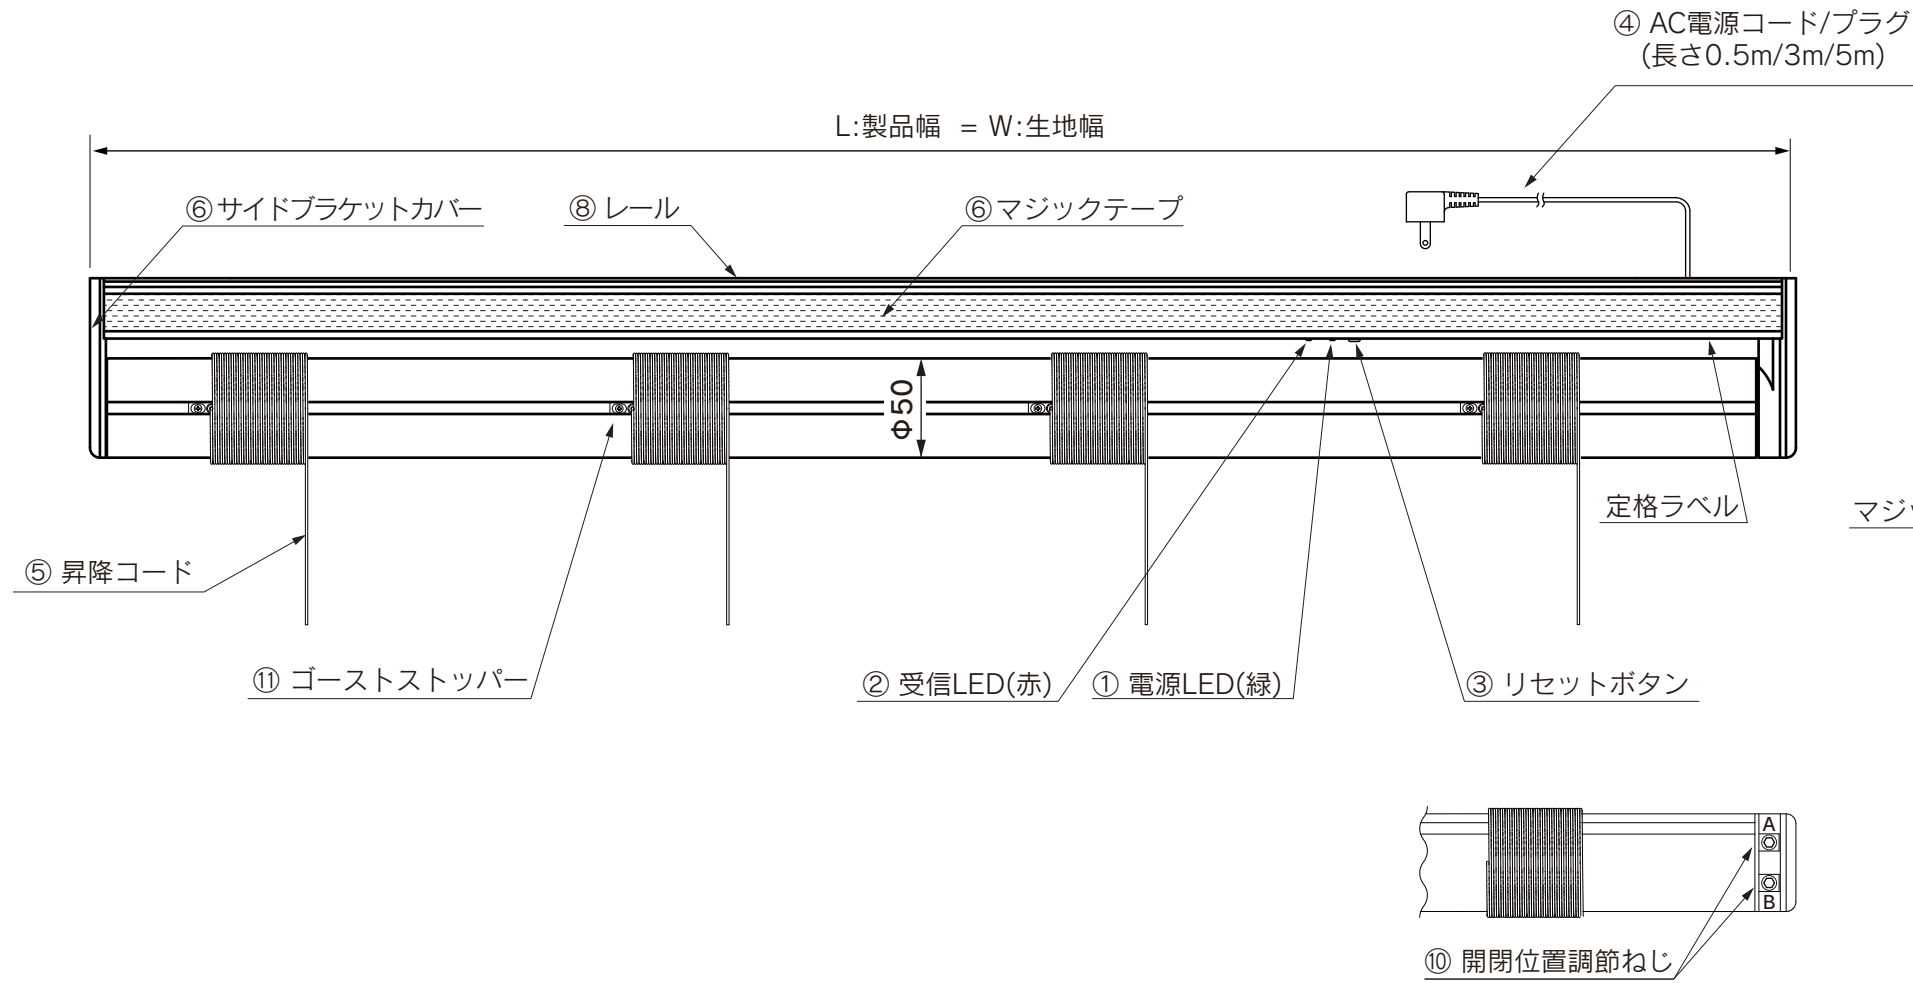 ④ AC電源コード/プラグ
(長さ0.5m/3m/5m)
L:製品幅 = W:生地幅
⑥サイドブラケットカバー
⑧レール
⑥マジックテープ
Φ50
定格ラベル
マジ
⑤ 昇降コード
⑪ ゴーストストッパー
② 受信LED(赤)
① 電源LED(緑)
③ リセットボタン
A
B
⑩ 開閉位置調節ねじ